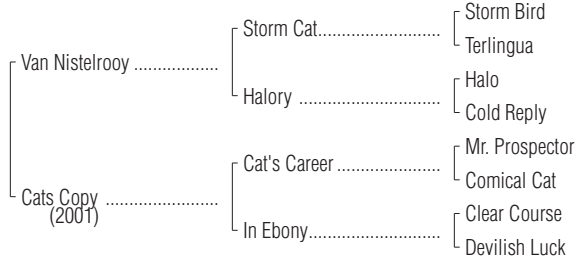 Storm Bird
Storm Cat..............................
Terlingua
Van Nistelrooy .....................
Halo
Halory ...................................
Cold Reply
Mr. Prospector
Cat's Career ..........................
Comical Cat
Cats Copy ............................
(2001)
Clear Course
In Ebony.................................
Devilish Luck